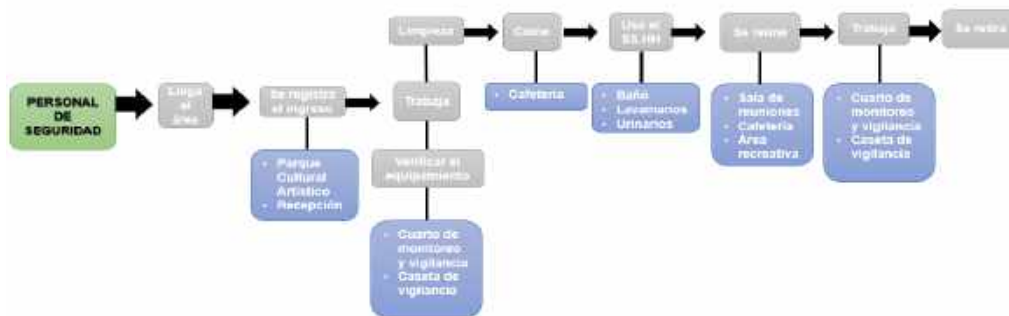 PERSONAL
DE
SEGURIDAD
Llega
al
área
Se registra
el ingreso
• Parque
Cultural
Artístico
• Recepción
Limpieza
Trabaja
Verificar el
equipamiento
• Cuarto de
monitoreo
y vigilancia
• Caseta de
vigilancia
Come
• Cafetería
Usa el
SS.HH
• Baño
• Lavamanos
• Urinarios
Se reúne
• Sala de
reuniones
• Cafetería
• Área
recreativa
Trabaja
• Cuarto de
monitoreo
y vigilancia
• Caseta de
vigilancia
Se retira